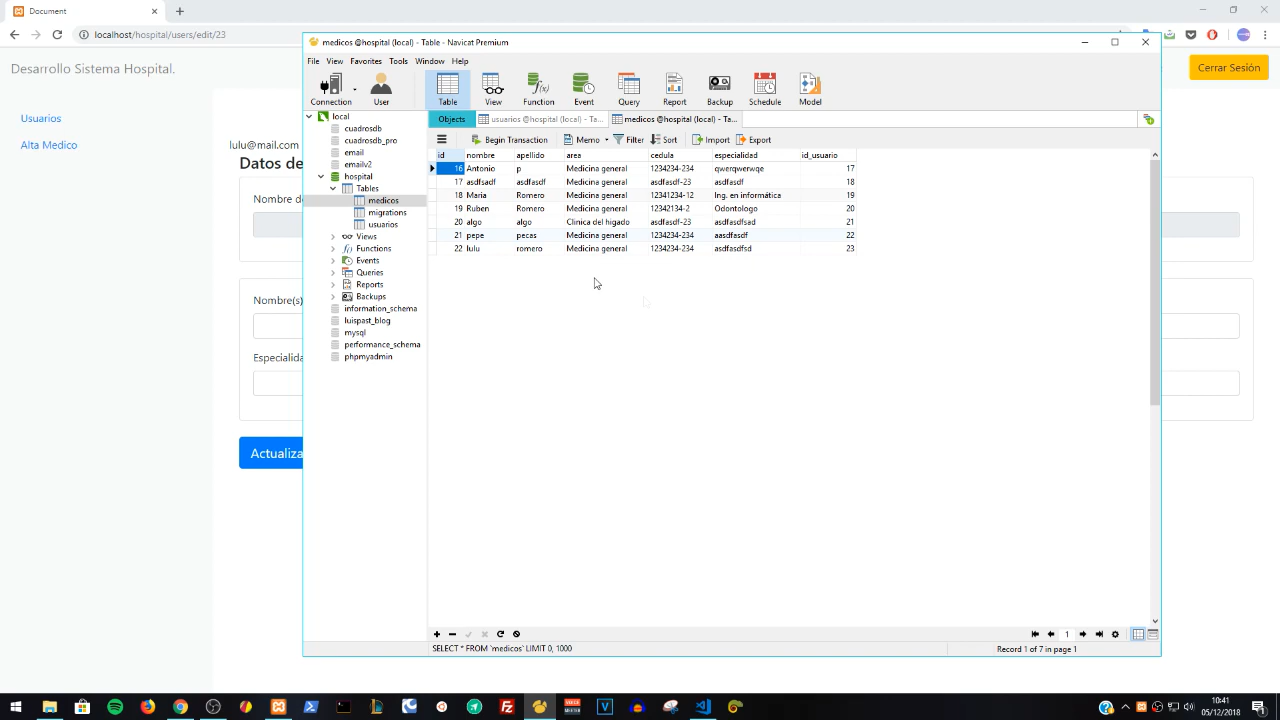 Document
localhost/hospital/users/edit/23
Desarrollo Sistema Hospital.
Cerrar Sesión
Usuarios
Alta Medico
lulu@mail.com
Datos de
Nombre de
Nombre(s)
Especialida
Actualiza
medicos @hospital (local) - Table - Navicat Premium
File View Favorites Tools Window Help
Connection User Table View Function Event Query Report Backup Schedule Model
Objects usuarios @hospital (local) - Ta... medicos @hospital (local) - Ta...
Begin Transaction Memo Filter Sort Import Export
local
cuadrosdb
cuadrosdb_pro
email
emailv2
hospital
Tables
medicos
migrations
usuarios
Views
Functions
Events
Queries
Reports
Backups
information_schema
luispast_blog
mysql
performance_schema
phpmyadmin
id nombre apellido area cedula especialidad id_usuario
16 Antonio p Medicina general 1234234-234 qwerqwerqwe 17
17 asdfsadf asdfasdf Medicina general asdfasdf-23 asdfasdf 18
18 Maria Romero Medicina general 12341234-12 Ing. en informática 19
19 Ruben Romero Medicina general 12342134-2 Odontologo 20
20 algo algo Clinica del higado asdfasdf-23 asdfasdfsad 21
21 pepe pecas Medicina general 1234234-234 aasdfasdf 22
22 lulu romero Medicina general 1234234-234 asdfasdfsd 23
1
SELECT * FROM `medicos` LIMIT 0, 1000
Record 1 of 7 in page 1
10:41
05/12/2018